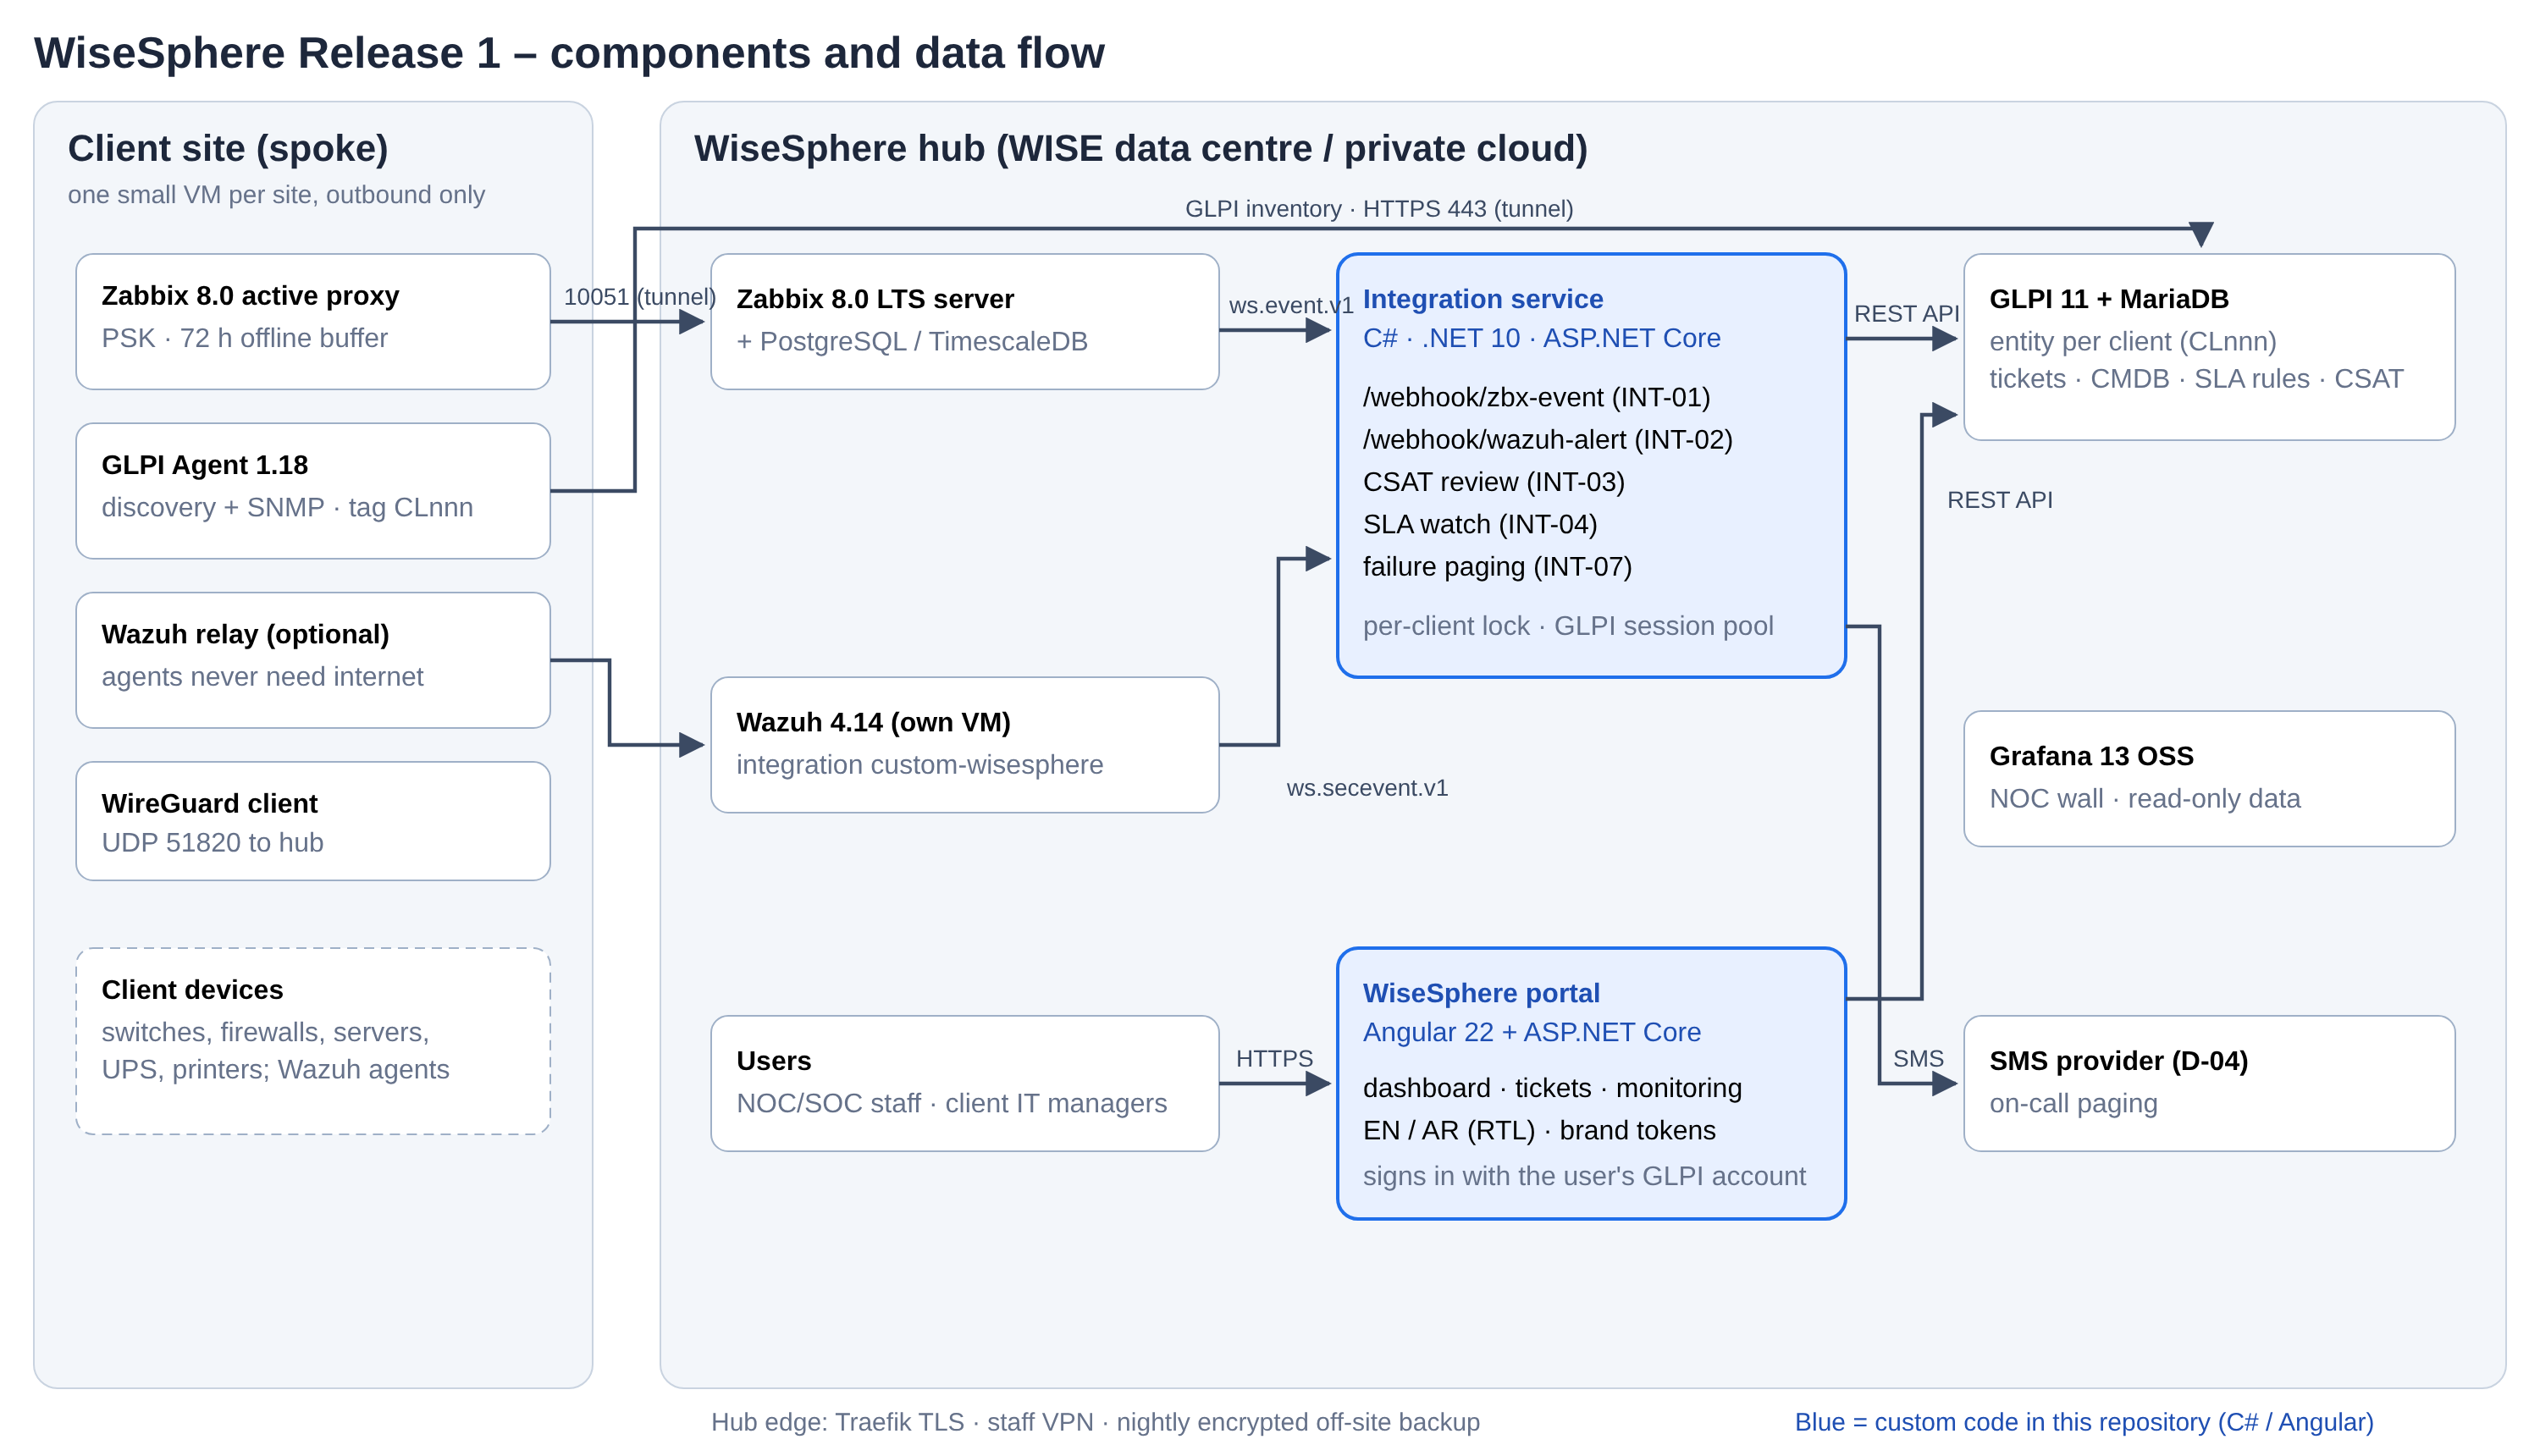 WiseSphere Release 1 – components and data flow
Client site (spoke)
one small VM per site, outbound only
Zabbix 8.0 active proxy
PSK · 72 h offline buffer
GLPI Agent 1.18
discovery + SNMP · tag CLnnn
Wazuh relay (optional)
agents never need internet
WireGuard client
UDP 51820 to hub
Client devices
switches, firewalls, servers,
UPS, printers; Wazuh agents
WiseSphere hub (WISE data centre / private cloud)
GLPI inventory · HTTPS 443 (tunnel)
10051 (tunnel)
Zabbix 8.0 LTS server
+ PostgreSQL / TimescaleDB
ws.event.v1
Wazuh 4.14 (own VM)
integration custom-wisesphere
ws.secevent.v1
Users
NOC/SOC staff · client IT managers
HTTPS
Integration service
C# · .NET 10 · ASP.NET Core
/webhook/zbx-event (INT-01)
/webhook/wazuh-alert (INT-02)
CSAT review (INT-03)
SLA watch (INT-04)
failure paging (INT-07)
per-client lock · GLPI session pool
WiseSphere portal
Angular 22 + ASP.NET Core
dashboard · tickets · monitoring
EN / AR (RTL) · brand tokens
signs in with the user's GLPI account
REST API
GLPI 11 + MariaDB
entity per client (CLnnn)
tickets · CMDB · SLA rules · CSAT
REST API
Grafana 13 OSS
NOC wall · read-only data
SMS
SMS provider (D-04)
on-call paging
Hub edge: Traefik TLS · staff VPN · nightly encrypted off-site backup
Blue = custom code in this repository (C# / Angular)